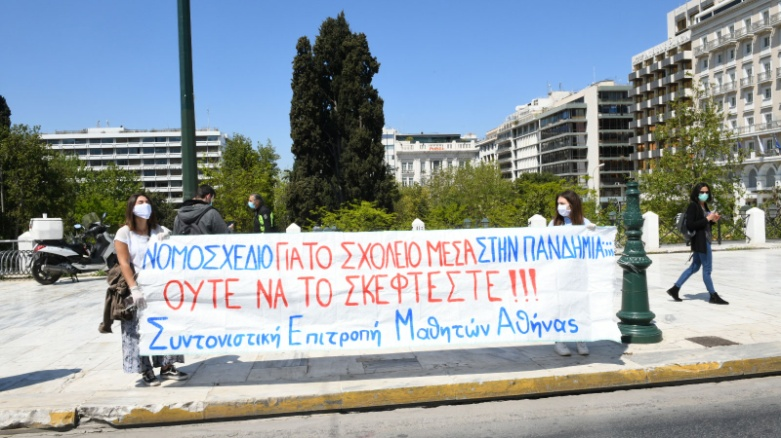 ΝΟΜΟΣΧΕΔΙΟ ΓΙΑ ΤΟ ΣΧΟΛΕΙΟ ΜΕΣΑ ΣΤΗΝ ΠΑΝΔΗΜΙΑ;;;
ΟΥΤΕ ΝΑ ΤΟ ΣΚΕΦΤΕΣΤΕ!!!
Συντονιστική Επιτροπή Μαθητών Αθήνας